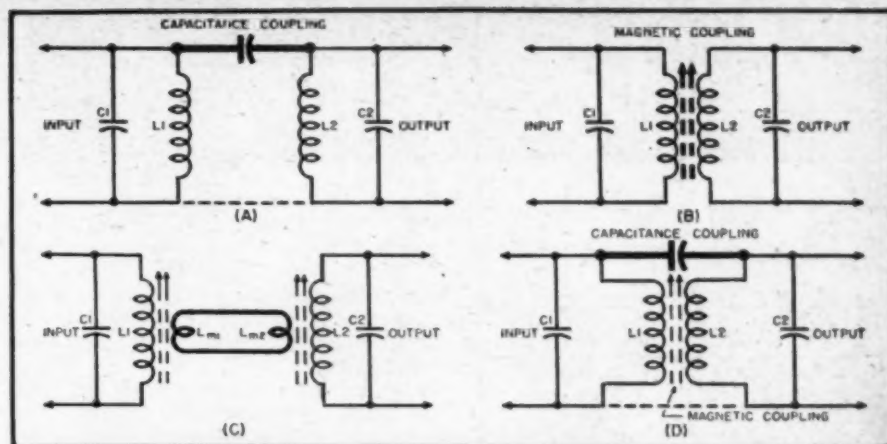 CAPACITANCE COUPLING
INPUT C1 L1 L2 C2 OUTPUT
(A)
MAGNETIC COUPLING
INPUT C1 L1 L2 C2 OUTPUT
(B)
INPUT C1 L1 Lm1 Lm2 L2 C2 OUTPUT
(C)
CAPACITANCE COUPLING
INPUT C1 L1 L2 C2 OUTPUT
MAGNETIC COUPLING
(D)